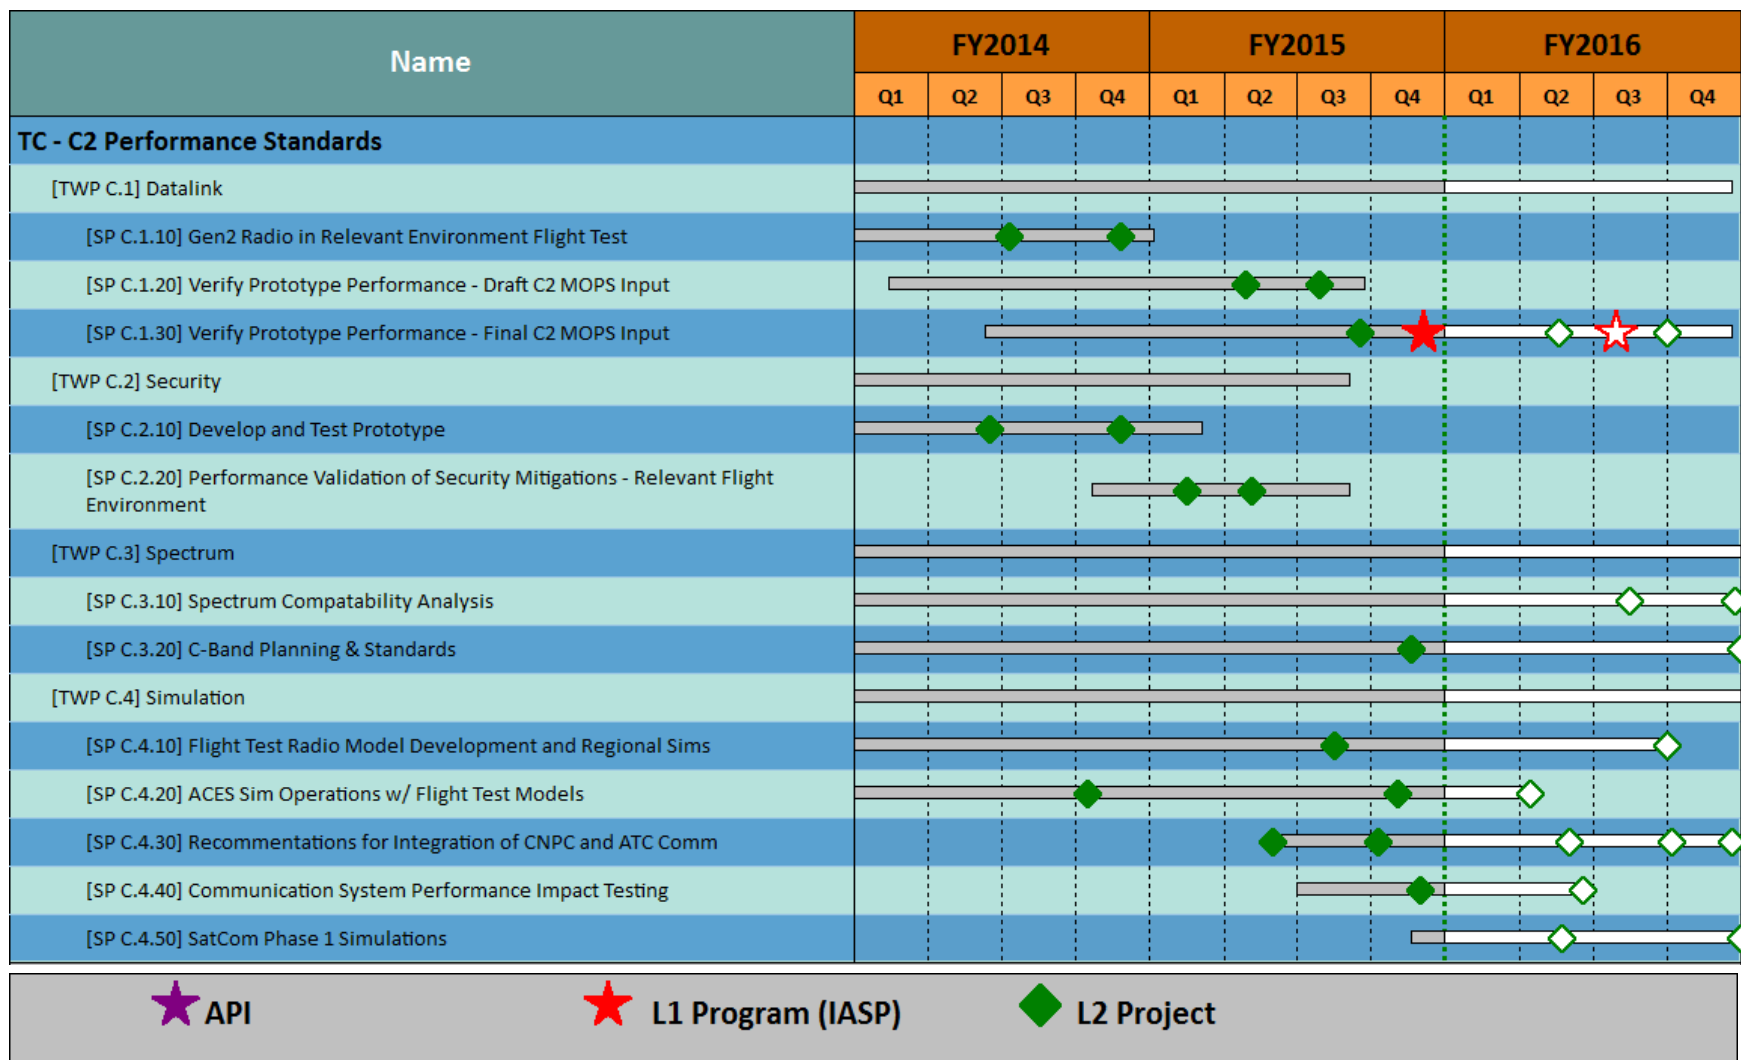 Name
FY2014 FY2015 FY2016
Q1 Q2 Q3 Q4 Q1 Q2 Q3 Q4 Q1 Q2 Q3 Q4
TC - C2 Performance Standards
[TWP C.1] Datalink
[SP C.1.10] Gen2 Radio in Relevant Environment Flight Test
[SP C.1.20] Verify Prototype Performance - Draft C2 MOPS Input
[SP C.1.30] Verify Prototype Performance - Final C2 MOPS Input
[TWP C.2] Security
[SP C.2.10] Develop and Test Prototype
[SP C.2.20] Performance Validation of Security Mitigations - Relevant Flight
Environment
[TWP C.3] Spectrum
[SP C.3.10] Spectrum Compatability Analysis
[SP C.3.20] C-Band Planning & Standards
[TWP C.4] Simulation
[SP C.4.10] Flight Test Radio Model Development and Regional Sims
[SP C.4.20] ACES Sim Operations w/ Flight Test Models
[SP C.4.30] Recommentations for Integration of CNPC and ATC Comm
[SP C.4.40] Communication System Performance Impact Testing
[SP C.4.50] SatCom Phase 1 Simulations
API L1 Program (IASP) L2 Project